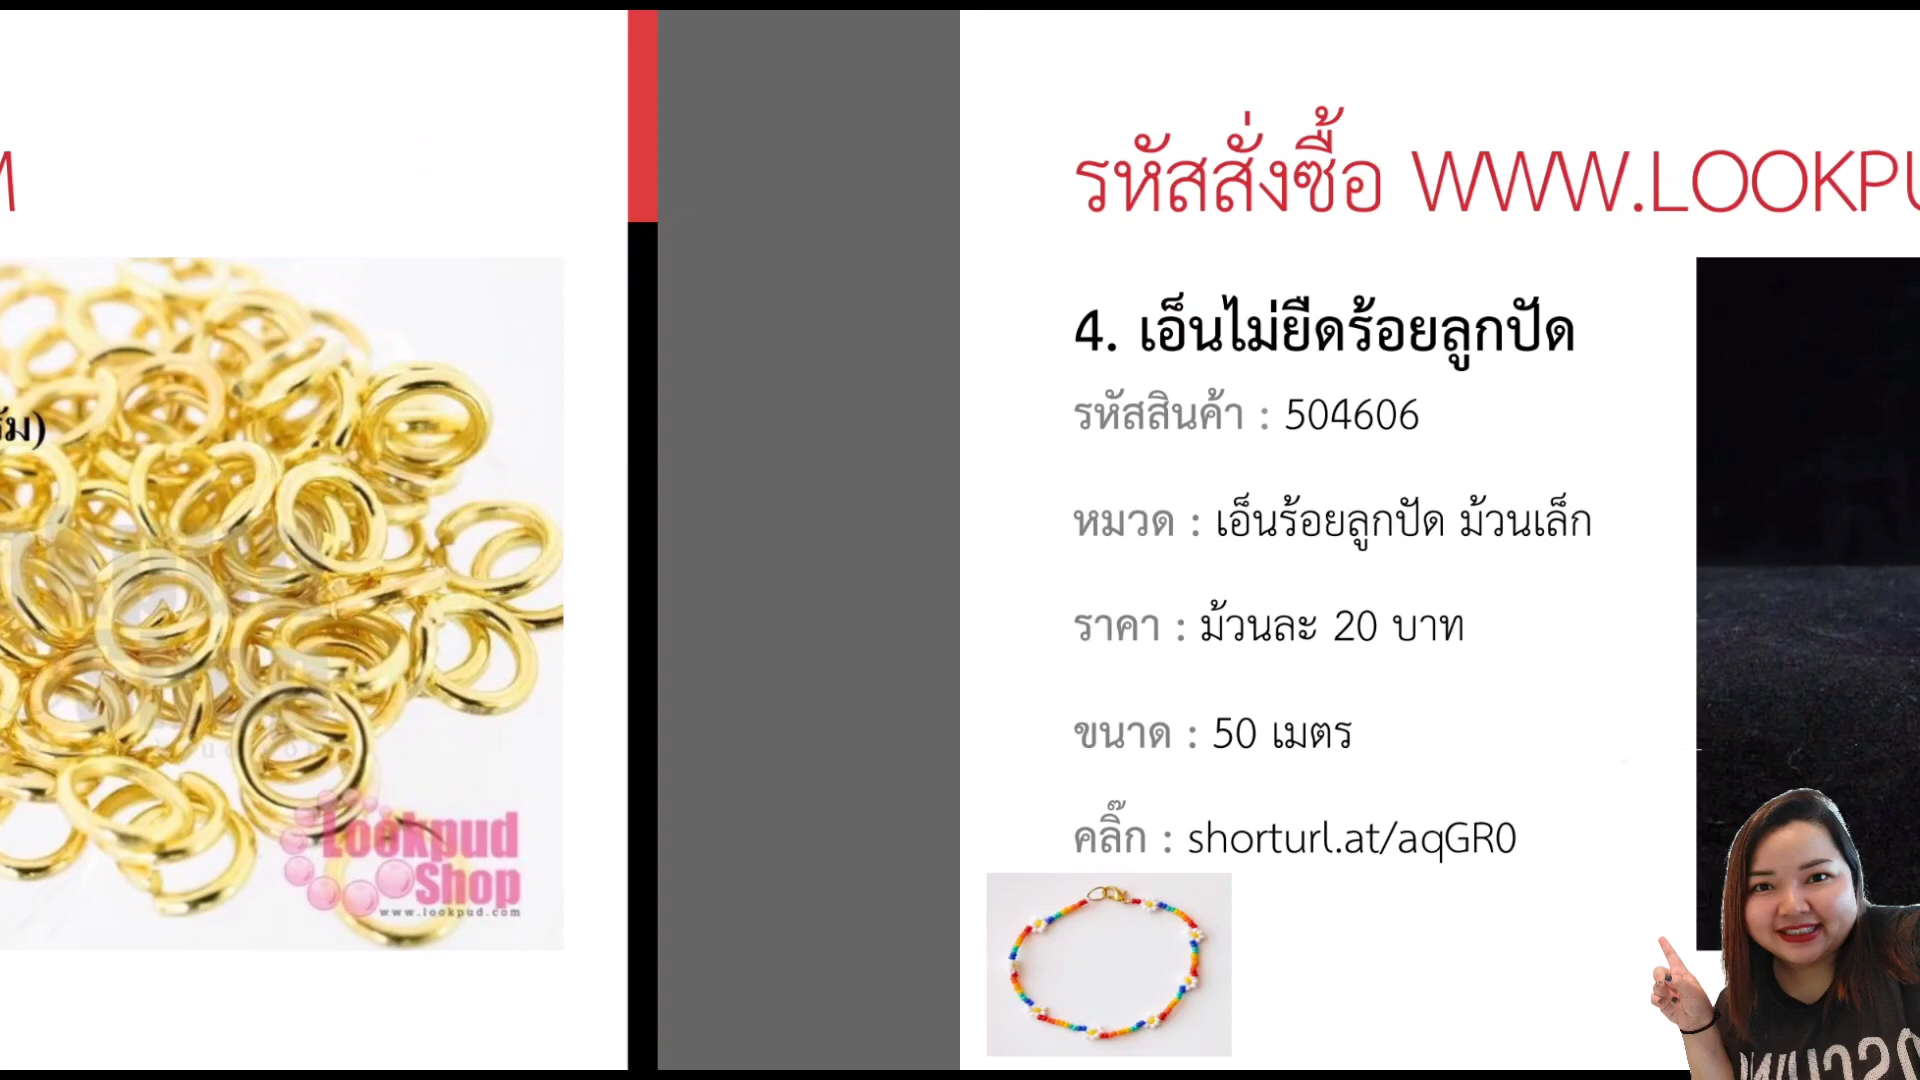 รหัสสั่งซื้อ WWW.LOOKPU
4. เอ็นไม่ยืดร้อยลูกปัด
รหัสสินค้า : 504606
หมวด : เอ็นร้อยลูกปัด ม้วนเล็ก
ราคา : ม้วนละ 20 บาท
ขนาด : 50 เมตร
คลิ๊ก : shorturl.at/aqGR0
M
Lookpud
Shop
www.lookpud.com